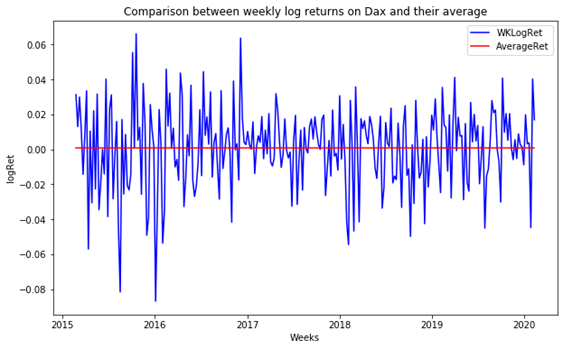 Comparison between weekly log returns on Dax and their average
WKLogRet
AverageRet
0.06
0.04
0.02
0.00
−0.02
−0.04
−0.06
−0.08
logRet
2015
2016
2017
2018
2019
2020
Weeks